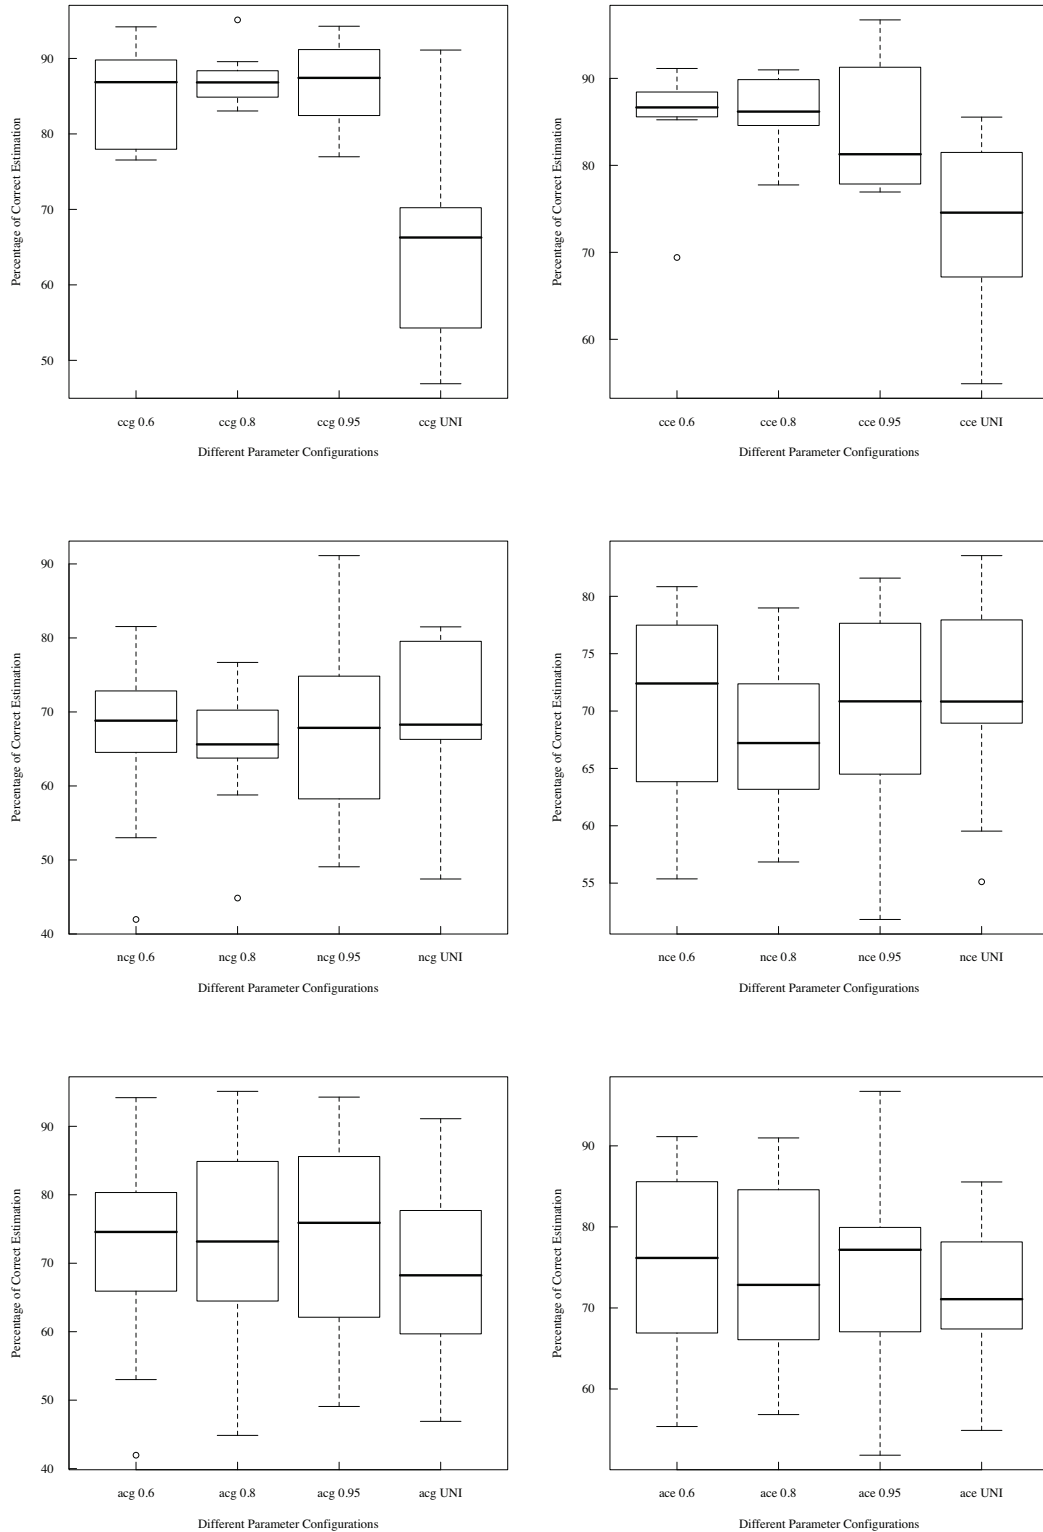 Percentage of Correct Estimation
90
80
70
60
50
ccg 0.6 ccg 0.8 ccg 0.95 ccg UNI
Different Parameter Configurations
Percentage of Correct Estimation
90
80
70
60
cce 0.6 cce 0.8 cce 0.95 cce UNI
Different Parameter Configurations
Percentage of Correct Estimation
90
80
70
60
50
40
ncg 0.6 ncg 0.8 ncg 0.95 ncg UNI
Different Parameter Configurations
Percentage of Correct Estimation
80
75
70
65
60
55
nce 0.6 nce 0.8 nce 0.95 nce UNI
Different Parameter Configurations
Percentage of Correct Estimation
90
80
70
60
50
40
acg 0.6 acg 0.8 acg 0.95 acg UNI
Different Parameter Configurations
Percentage of Correct Estimation
90
80
70
60
ace 0.6 ace 0.8 ace 0.95 ace UNI
Different Parameter Configurations